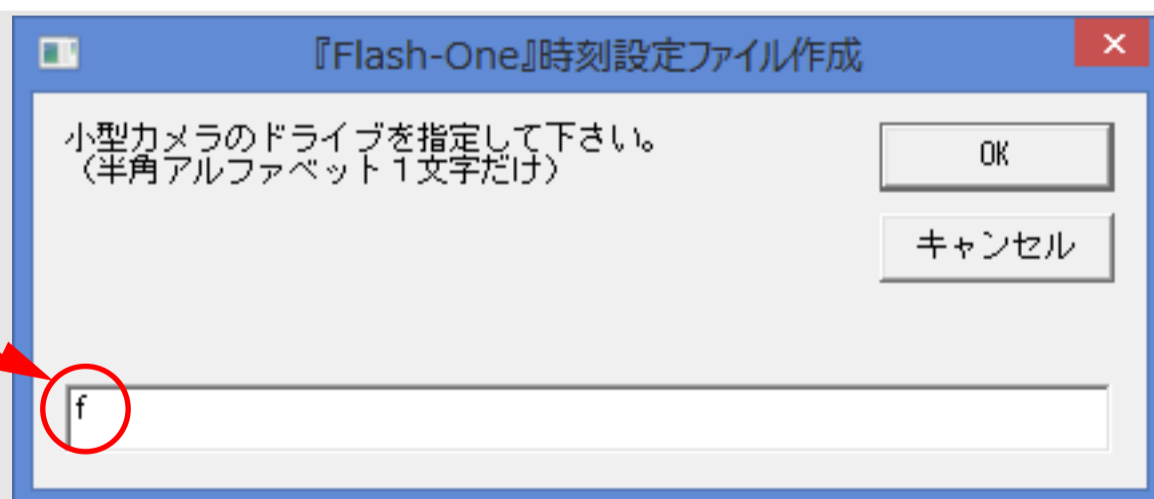 『Flash-One』時刻設定ファイル作成
小型カメラのドライブを指定して下さい。
（半角アルファベット１文字だけ）
OK
キャンセル
f